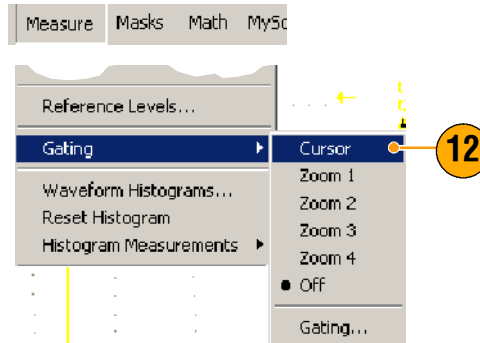 Measure Masks Math
Reference Levels...
Gating
Cursor
12
Zoom 1
Zoom 2
Zoom 3
Zoom 4
Off
Gating...
Waveform Histograms...
Reset Histogram
Histogram Measurements